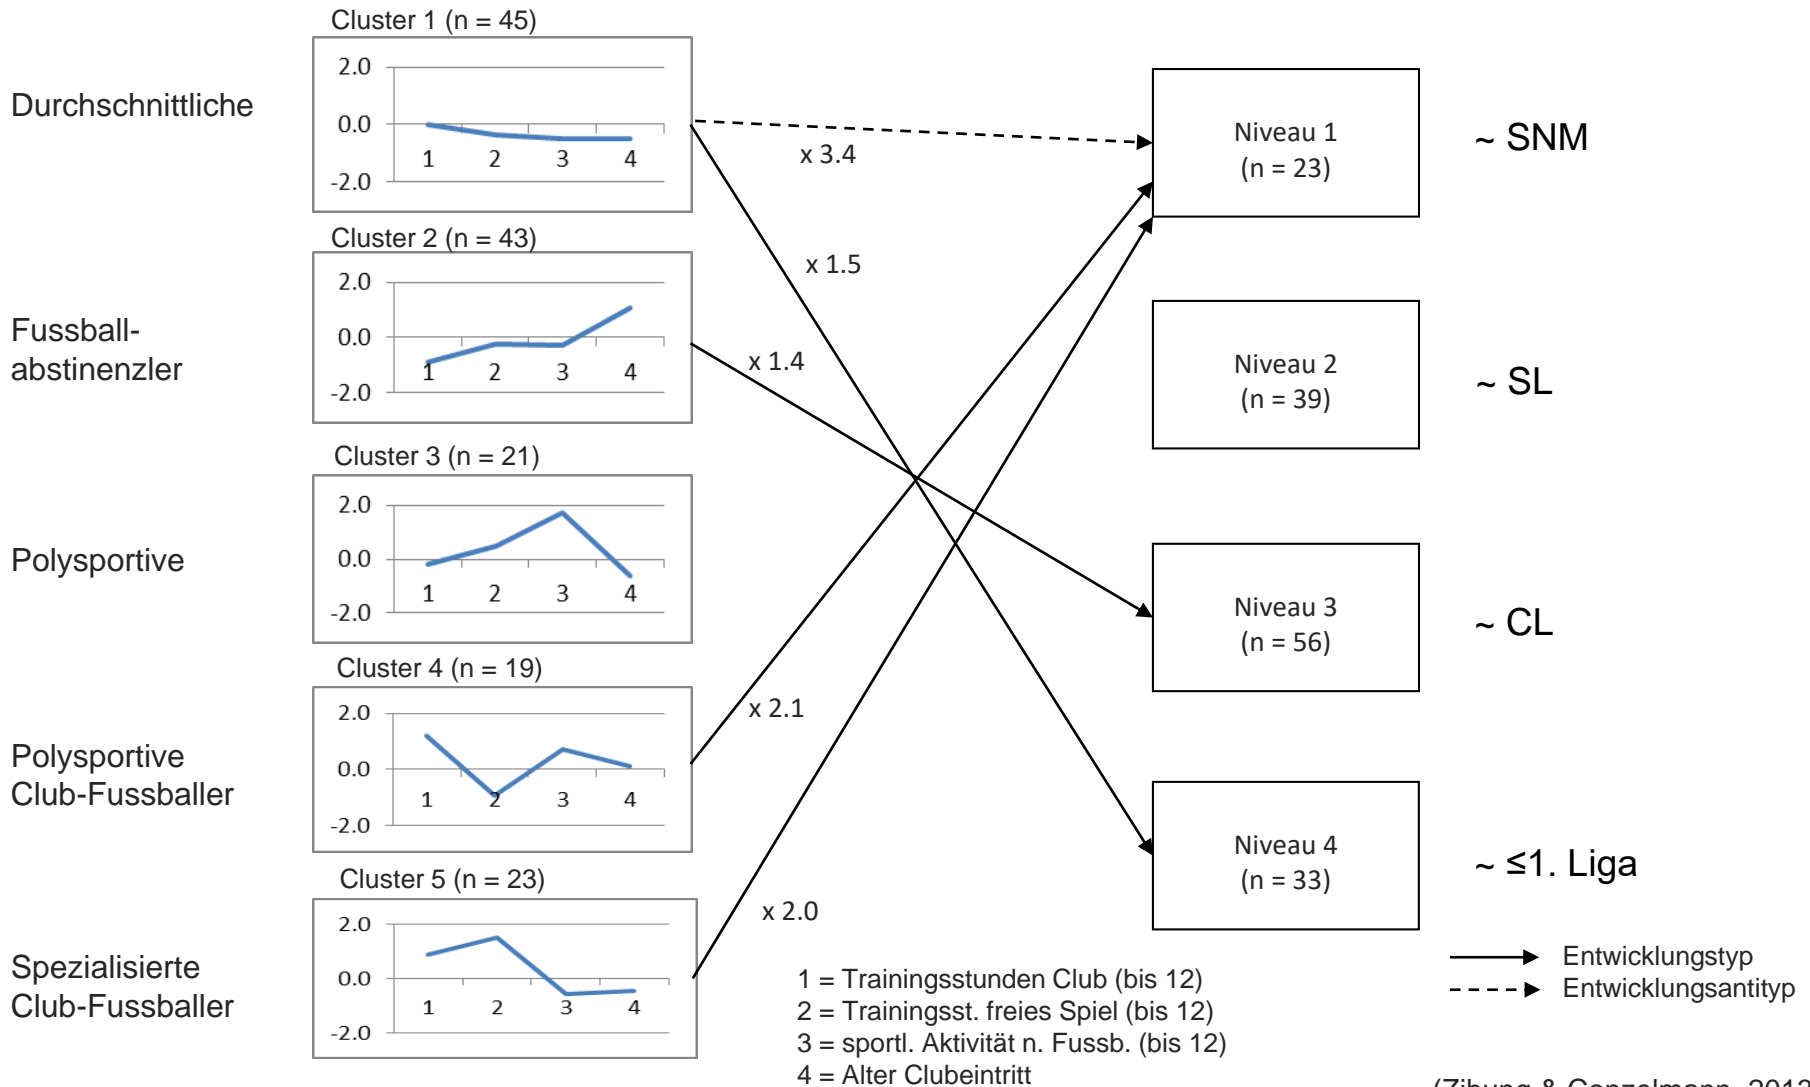 Cluster 1 (n = 45)
Durchschnittliche
2.0
0.0
-2.0
1 2 3 4
x 3.4
Niveau 1
(n = 23)
~ SNM
x 1.5
Cluster 2 (n = 43)
Fussball-
abstinenzler
2.0
0.0
-2.0
1 2 3 4
x 1.4
Niveau 2
(n = 39)
~ SL
Cluster 3 (n = 21)
Polysportive
2.0
0.0
-2.0
1 2 3 4
Niveau 3
(n = 56)
~ CL
Cluster 4 (n = 19)
Polysportive
Club-Fussballer
2.0
0.0
-2.0
1 2 3 4
x 2.1
Niveau 4
(n = 33)
~ ≤1. Liga
Cluster 5 (n = 23)
Spezialisierte
Club-Fussballer
2.0
0.0
-2.0
1 2 3 4
x 2.0
1 = Trainingsstunden Club (bis 12)
2 = Trainingsst. freies Spiel (bis 12)
3 = sportl. Aktivität n. Fussb. (bis 12)
4 = Alter Clubeintritt
Entwicklungstyp
Entwicklungsantityp
(Zibung & Conzelmann, 2013